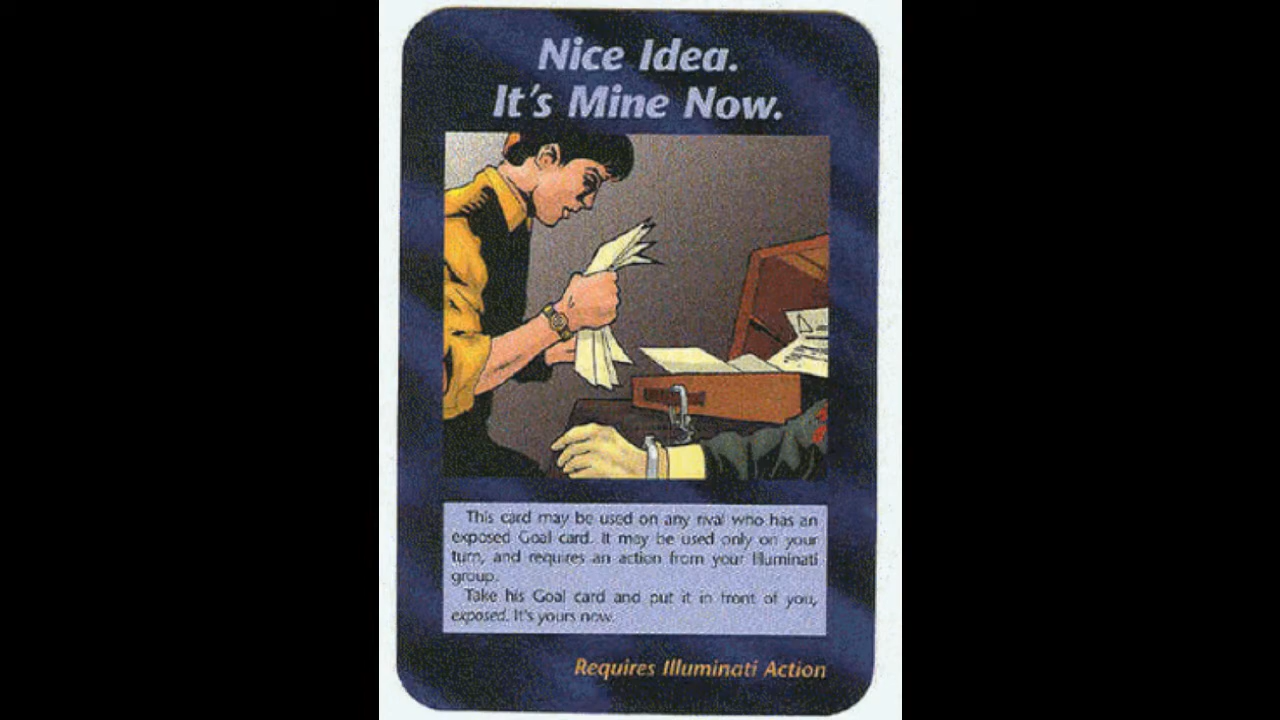 Nice Idea.
It's Mine Now.
This card may be used on any rival who has an
exposed Goal card. It may be used only on your
turn, and requires an action from your Illuminati
group.
Take his Goal card and put it in front of you,
exposed. It's yours now.
Requires Illuminati Action